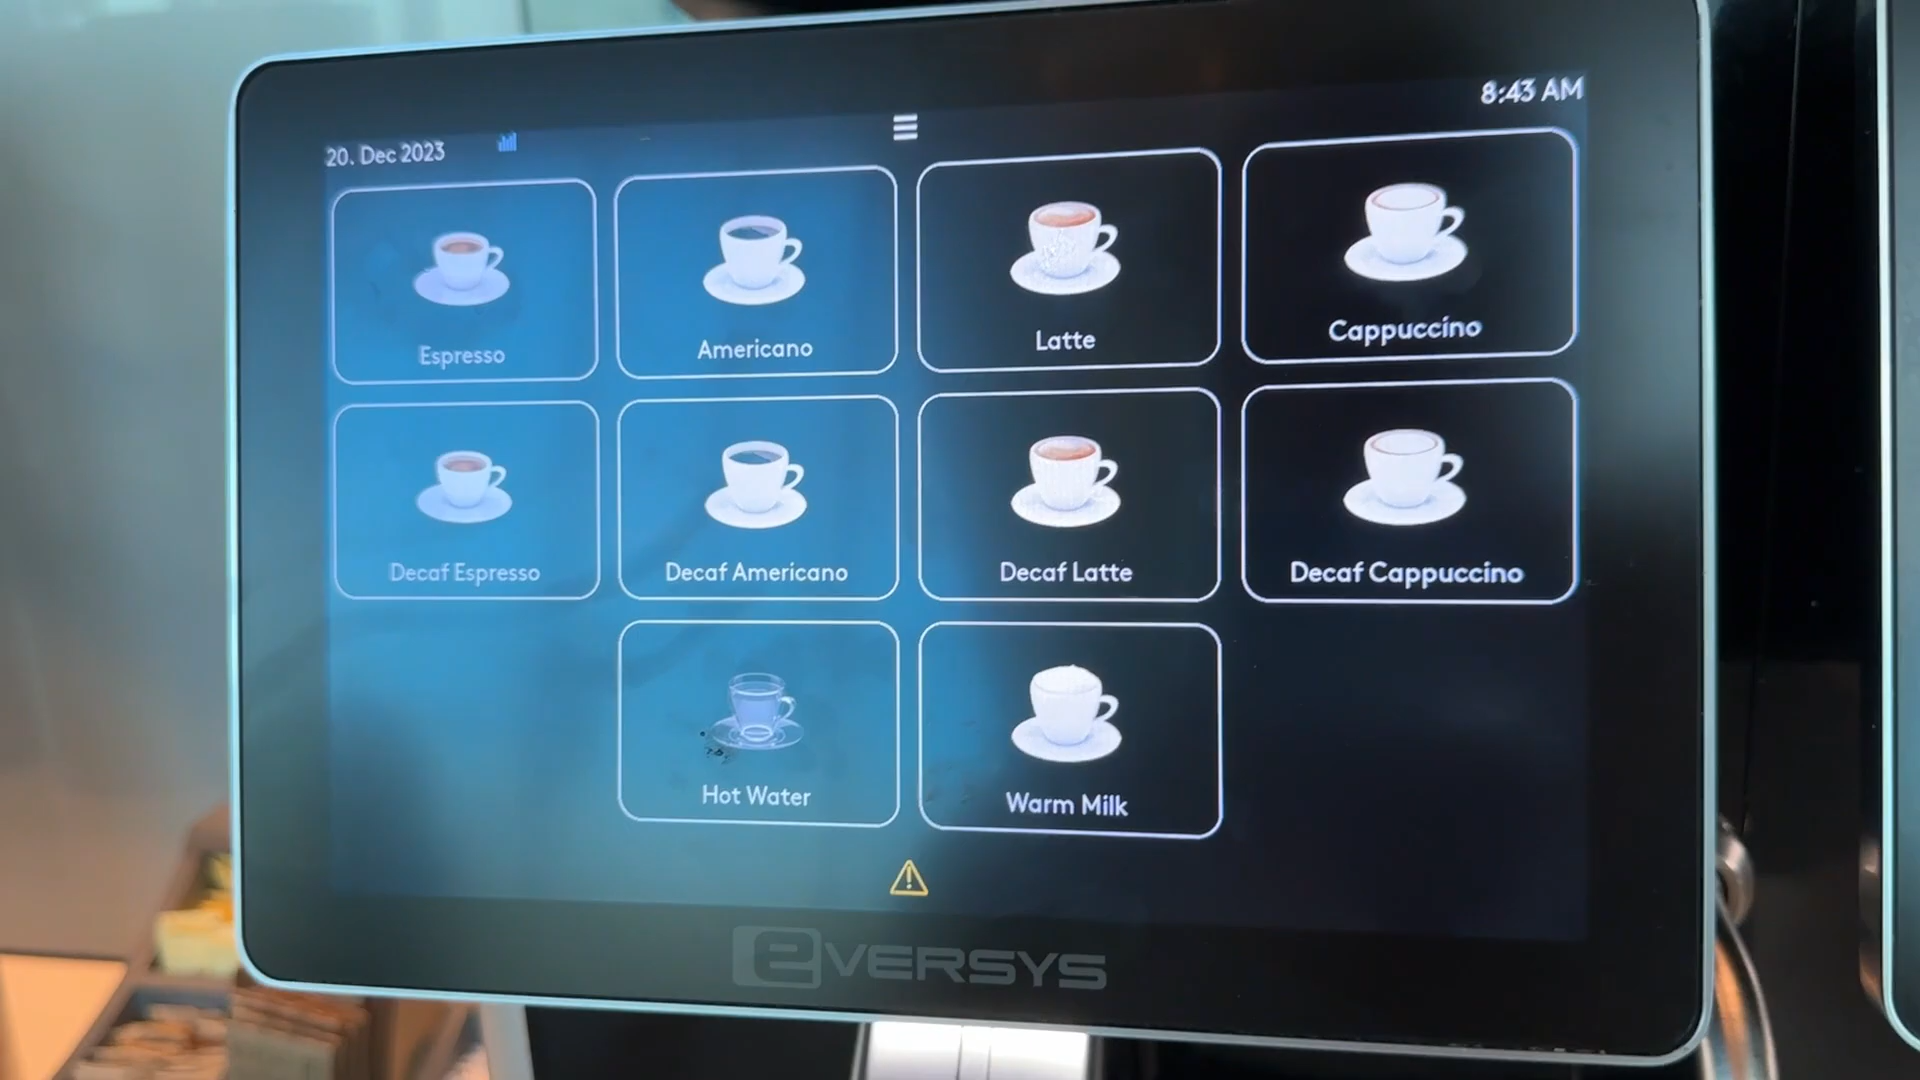 20. Dec 2023
8:43 AM
Espresso
Americano
Latte
Cappuccino
Decaf Espresso
Decaf Americano
Decaf Latte
Decaf Cappuccino
Hot Water
Warm Milk
eVERSYS